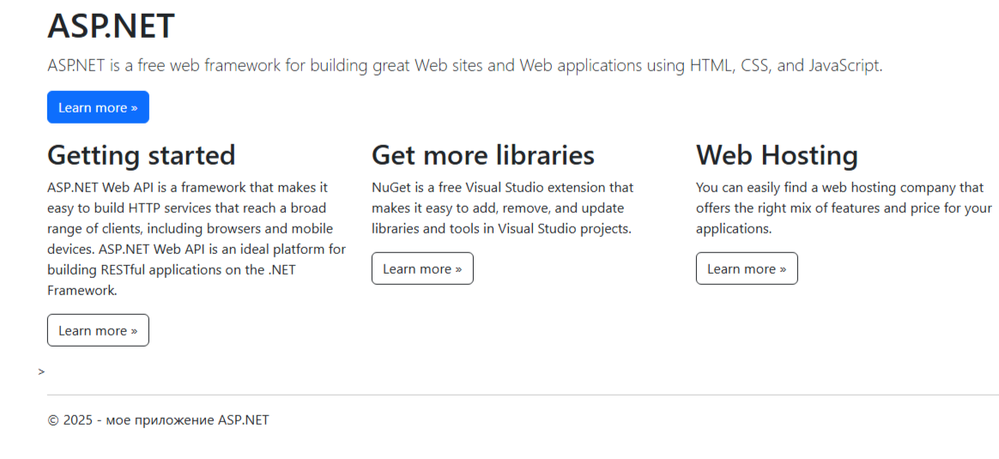 ASP.NET
ASP.NET is a free web framework for building great Web sites and Web applications using HTML, CSS, and JavaScript.
Learn more »
Getting started
ASP.NET Web API is a framework that makes it
easy to build HTTP services that reach a broad
range of clients, including browsers and mobile
devices. ASP.NET Web API is an ideal platform for
building RESTful applications on the .NET
Framework.
Learn more »
Get more libraries
NuGet is a free Visual Studio extension that
makes it easy to add, remove, and update
libraries and tools in Visual Studio projects.
Learn more »
Web Hosting
You can easily find a web hosting company that
offers the right mix of features and price for your
applications.
Learn more »
>
© 2025 - мое приложение ASP.NET